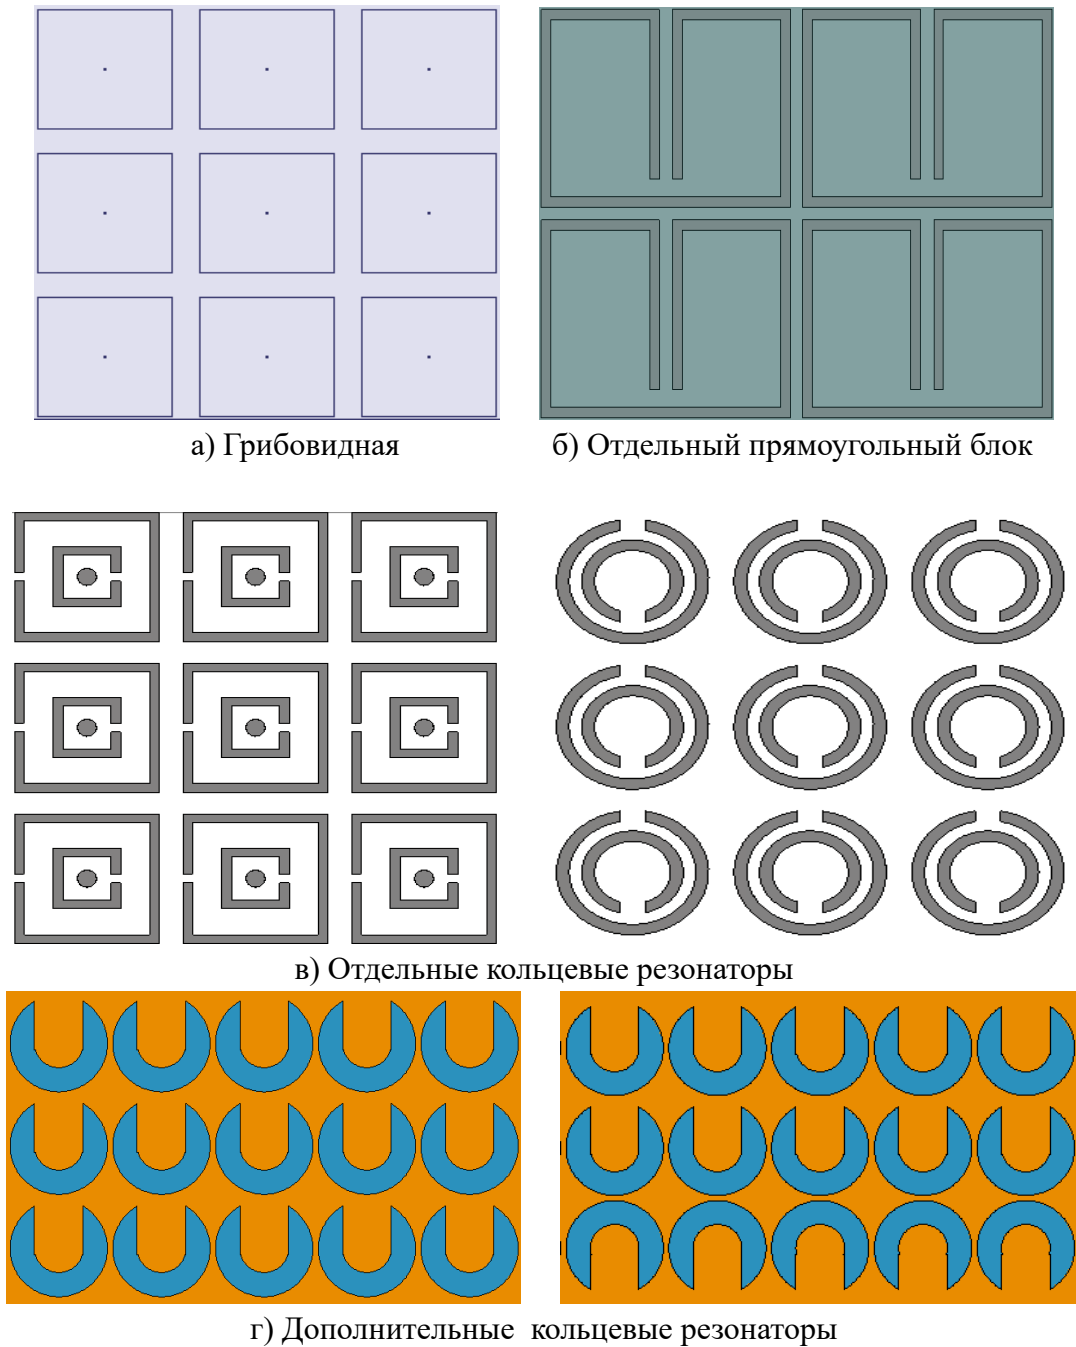 а) Грибовидная
б) Отдельный прямоугольный блок
в) Отдельные кольцевые резонаторы
г) Дополнительные  кольцевые резонаторы